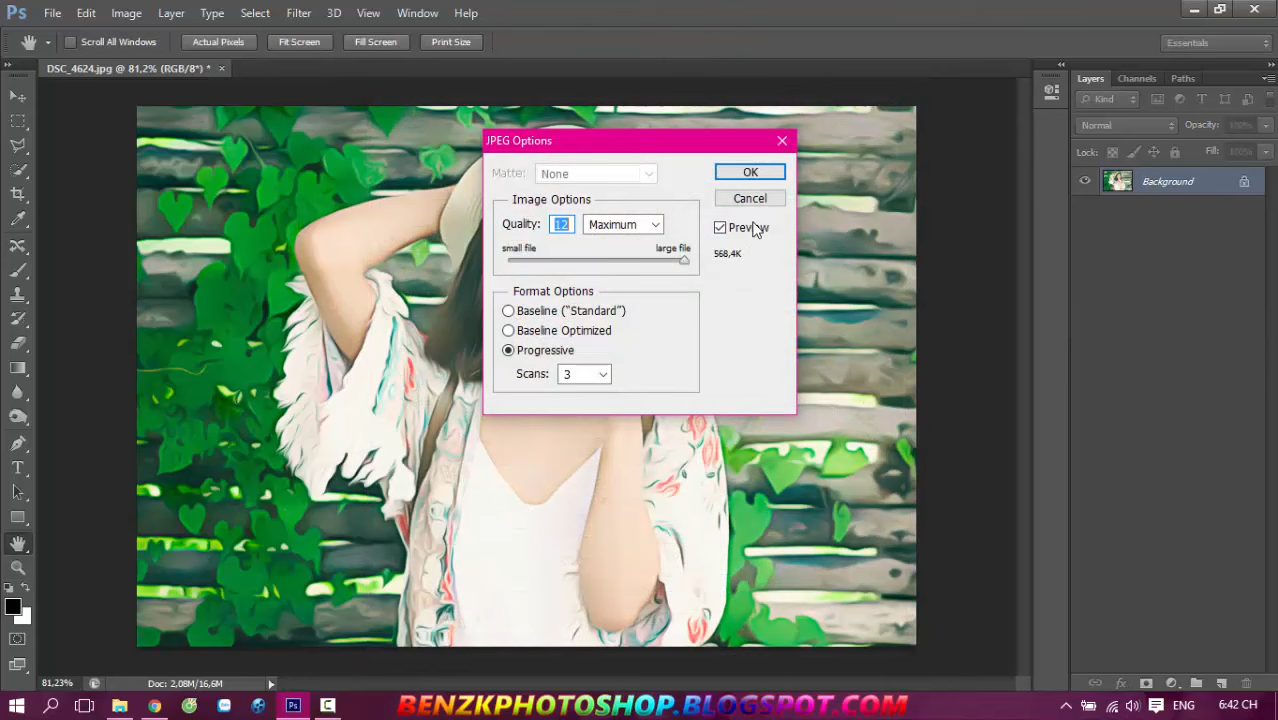 Ps File Edit Image Layer Type Select Filter 3D View Window Help
Scroll All Windows Actual Pixels Fit Screen Fill Screen Print Size Essentials
DSC_4624.jpg @ 81,2% (RGB/8*) * ×
Layers Channels Paths
Kind
Normal Opacity: 100%
Lock: Fill: 100%
Background
JPEG Options
Matte: None
OK
Image Options
Cancel
Quality: 12 Maximum
Preview
small file large file
568,4K
Format Options
Baseline ("Standard")
Baseline Optimized
Progressive
Scans: 3
T
81,23% Doc: 2,08M/16,6M
Ps BENZKPHOTOSHOP.BLOGSPOT.COM ENG 6:42 CH